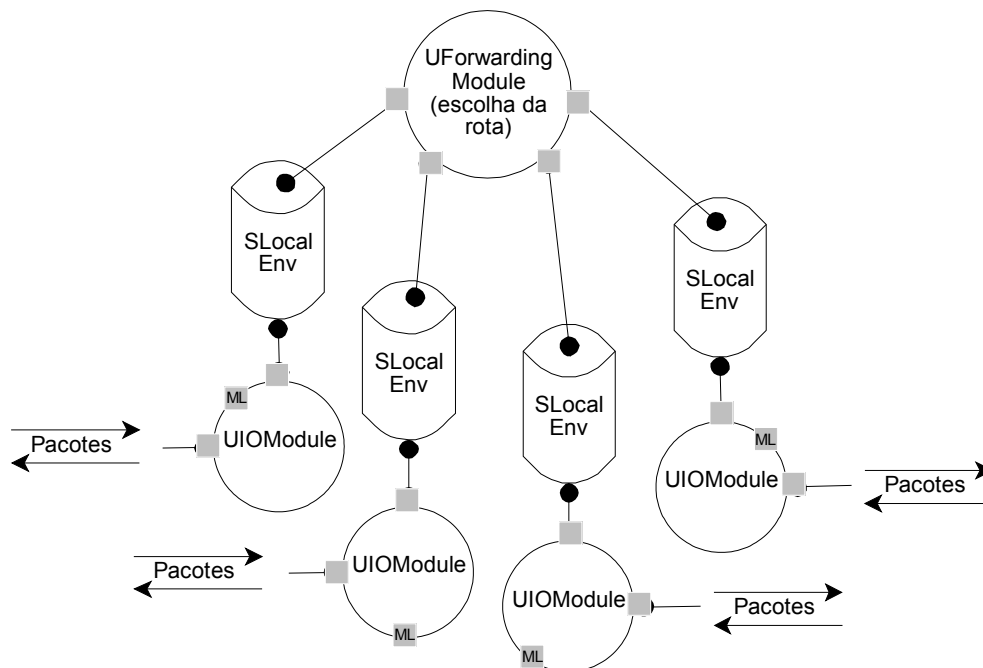 UForwarding
Module
(escolha da
rota)
SLocal
Env
SLocal
Env
SLocal
Env
SLocal
Env
ML
UIOModule
Pacotes
ML
UIOModule
Pacotes
UIOModule
Pacotes
ML
UIOModule
Pacotes
ML